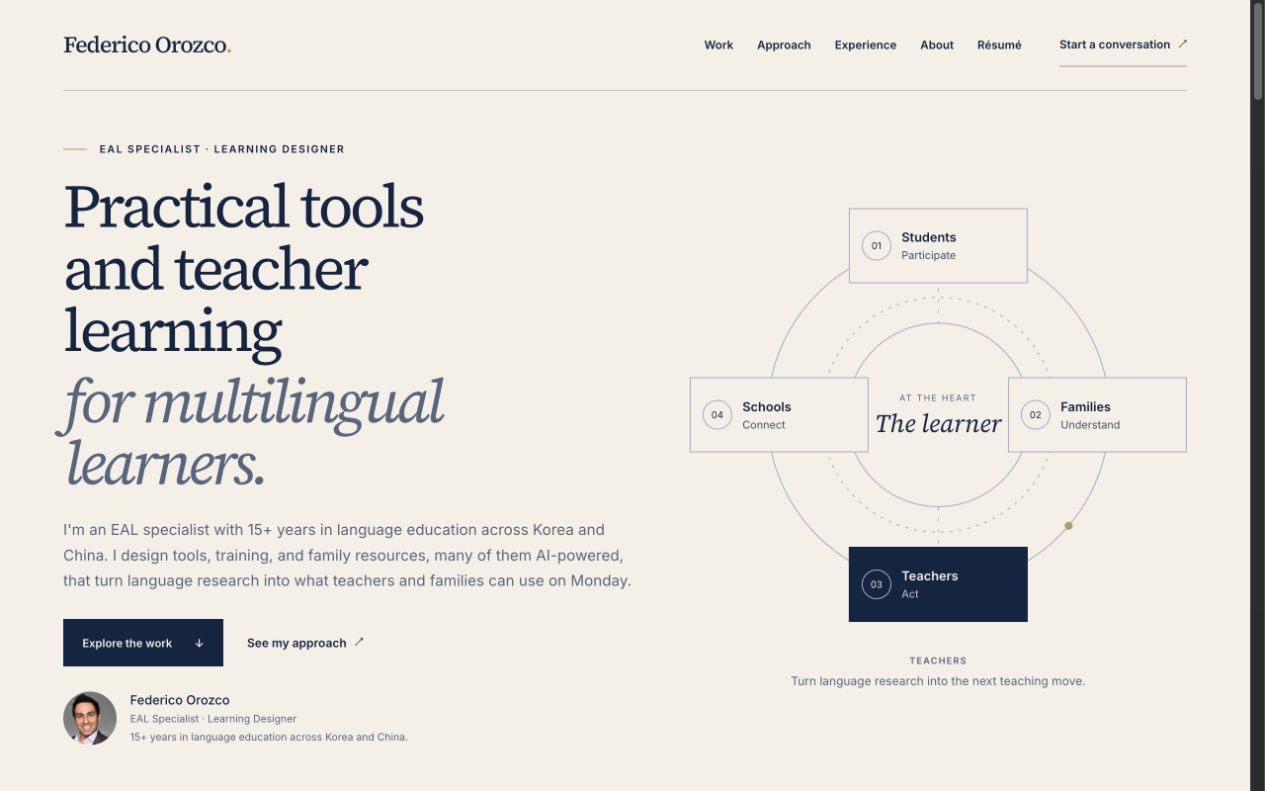 Federico Orozco.
Work
Approach
Experience
About
Résumé
Start a conversation ↗
EAL SPECIALIST · LEARNING DESIGNER
Practical tools
and teacher
learning
for multilingual
learners.
I'm an EAL specialist with 15+ years in language education across Korea and
China. I design tools, training, and family resources, many of them AI-powered,
that turn language research into what teachers and families can use on Monday.
Explore the work ↓
See my approach ↗
Federico Orozco
EAL Specialist · Learning Designer
15+ years in language education across Korea and China.
01
Students
Participate
04
Schools
Connect
AT THE HEART
The learner
02
Families
Understand
03
Teachers
Act
TEACHERS
Turn language research into the next teaching move.